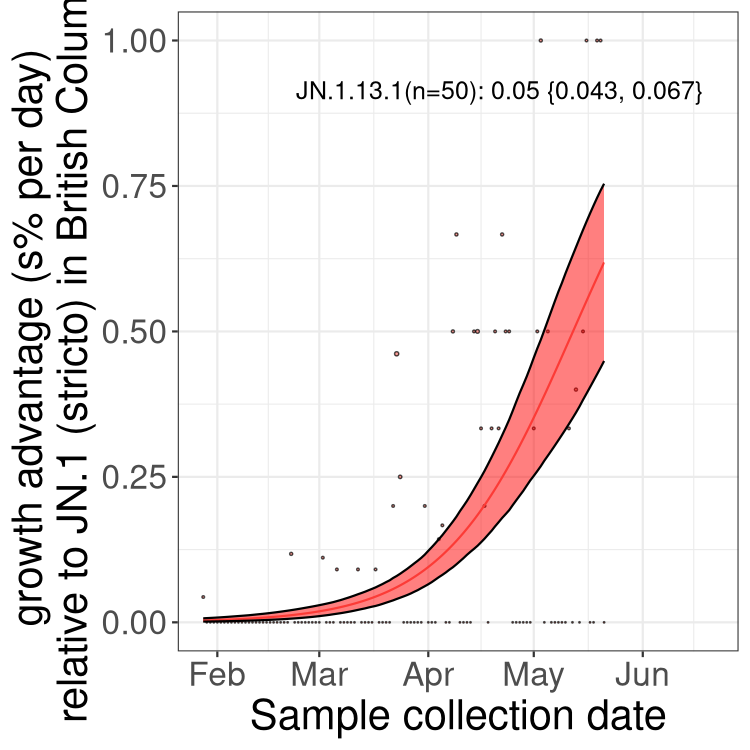 growth advantage (s% per day)
relative to JN.1 (stricto) in British Colum
1.00
0.75
0.50
0.25
0.00
JN.1.13.1(n=50): 0.05 {0.043, 0.067}
Feb Mar Apr May Jun
Sample collection date